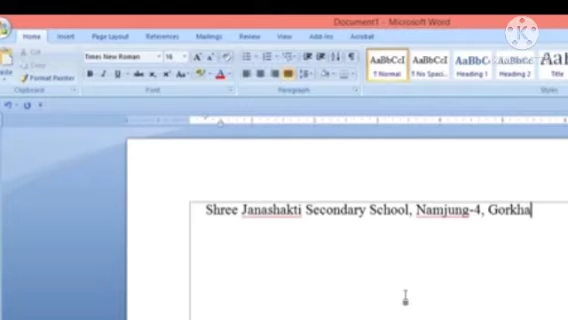 Document1 - Microsoft Word
Home Insert Page Layout References Mailings Review View Add-Ins Acrobat
Cut
Copy
Format Painter
Clipboard
Times New Roman 16
Font
Paragraph
AaBbCcI AaBbCcI AaBbC AaBbCc
¶ Normal ¶ No Spaci... Heading 1 Heading 2 Title
Styles
KINEMASTER
Shree Janashakti Secondary School, Namjung-4, Gorkha